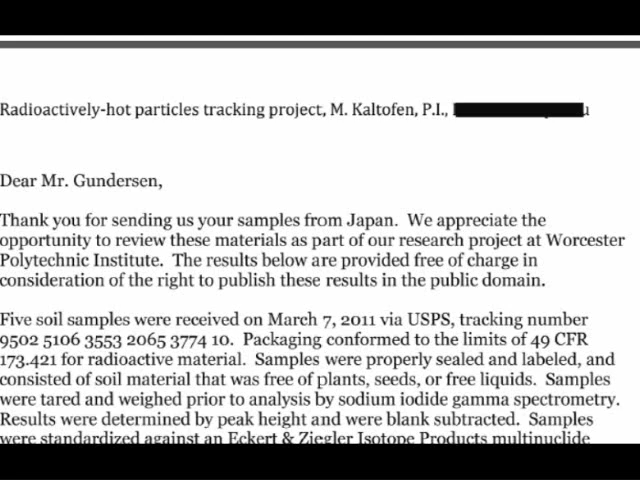 Radioactively-hot particles tracking project, M. Kaltofen, P.I.,
Dear Mr. Gundersen,
Thank you for sending us your samples from Japan. We appreciate the
opportunity to review these materials as part of our research project at Worcester
Polytechnic Institute. The results below are provided free of charge in
consideration of the right to publish these results in the public domain.
Five soil samples were received on March 7, 2011 via USPS, tracking number
9502 5106 3553 2065 3774 10. Packaging conformed to the limits of 49 CFR
173.421 for radioactive material. Samples were properly sealed and labeled, and
consisted of soil material that was free of plants, seeds, or free liquids. Samples
were tared and weighed prior to analysis by sodium iodide gamma spectrometry.
Results were determined by peak height and were blank subtracted. Samples
were standardized against an Eckert & Ziegler Isotope Products multinuclide